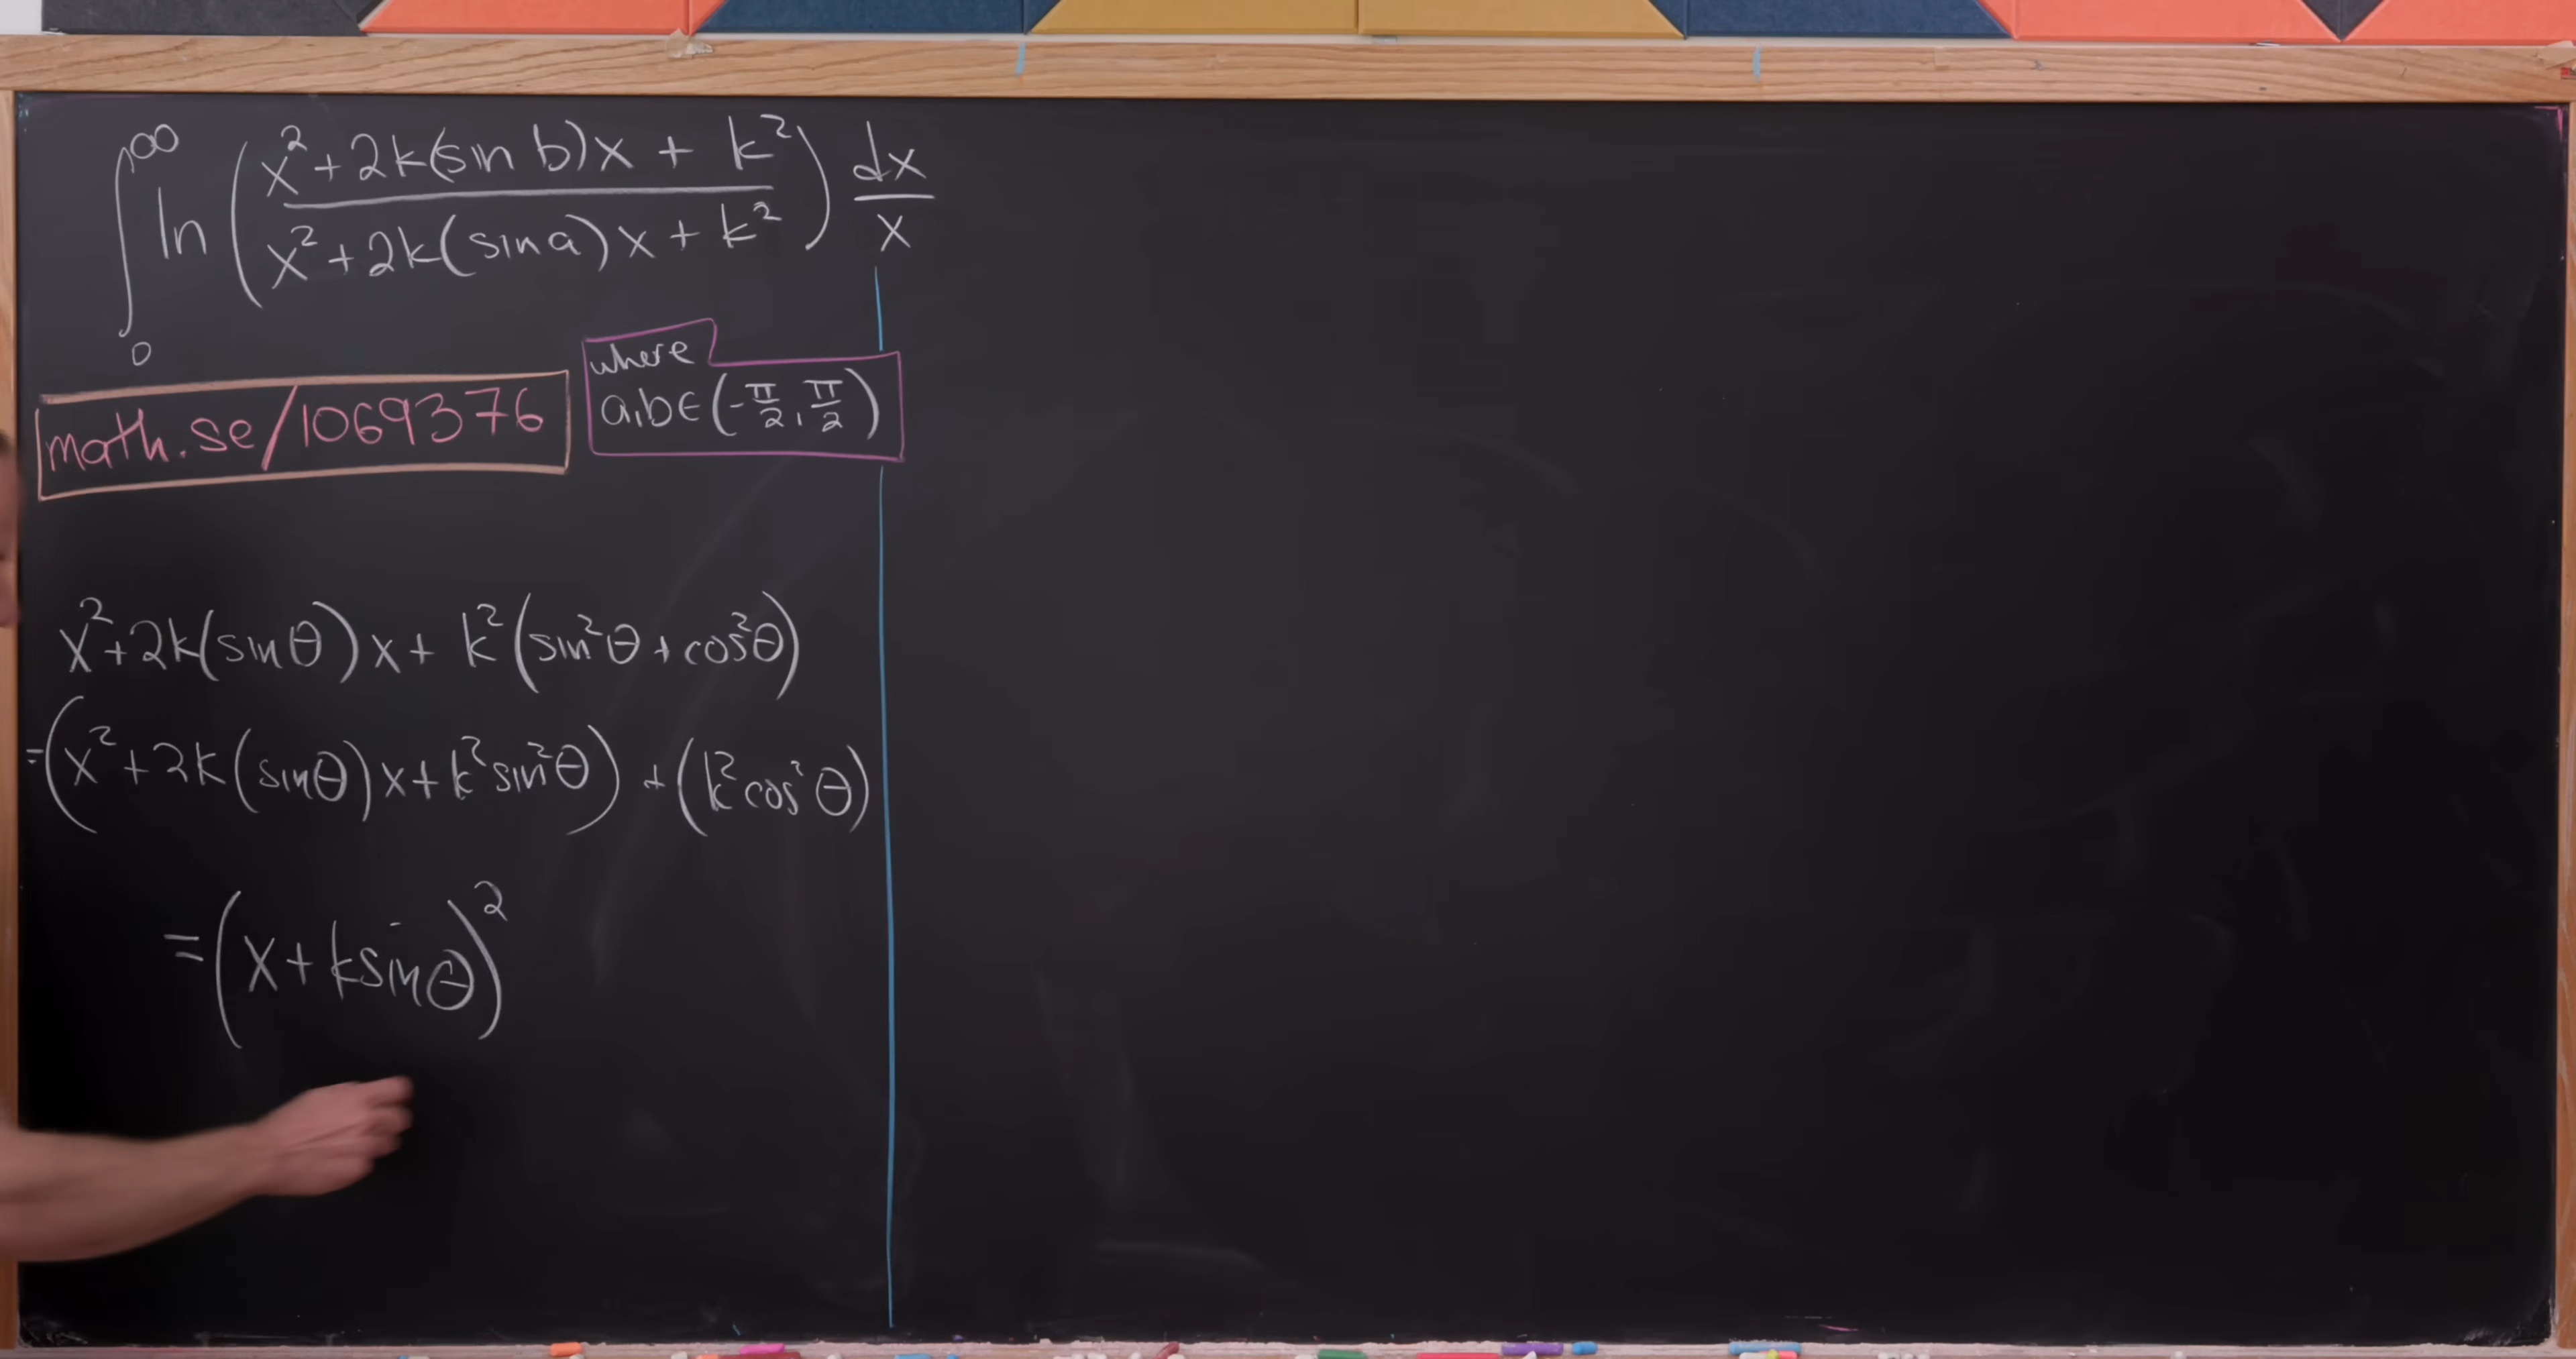 ∫₀^∞ ln ( (x² + 2k(sin b)x + k²) / (x² + 2k(sin a)x + k²) ) dx/x
where
a,b ∈ (-π/2, π/2)
math.se/1069376
x² + 2k(sin θ)x + k²(sin²θ + cos²θ)
= (x² + 2k(sin θ)x + k² sin²θ) + (k² cos²θ)
= (x + k sin θ)²